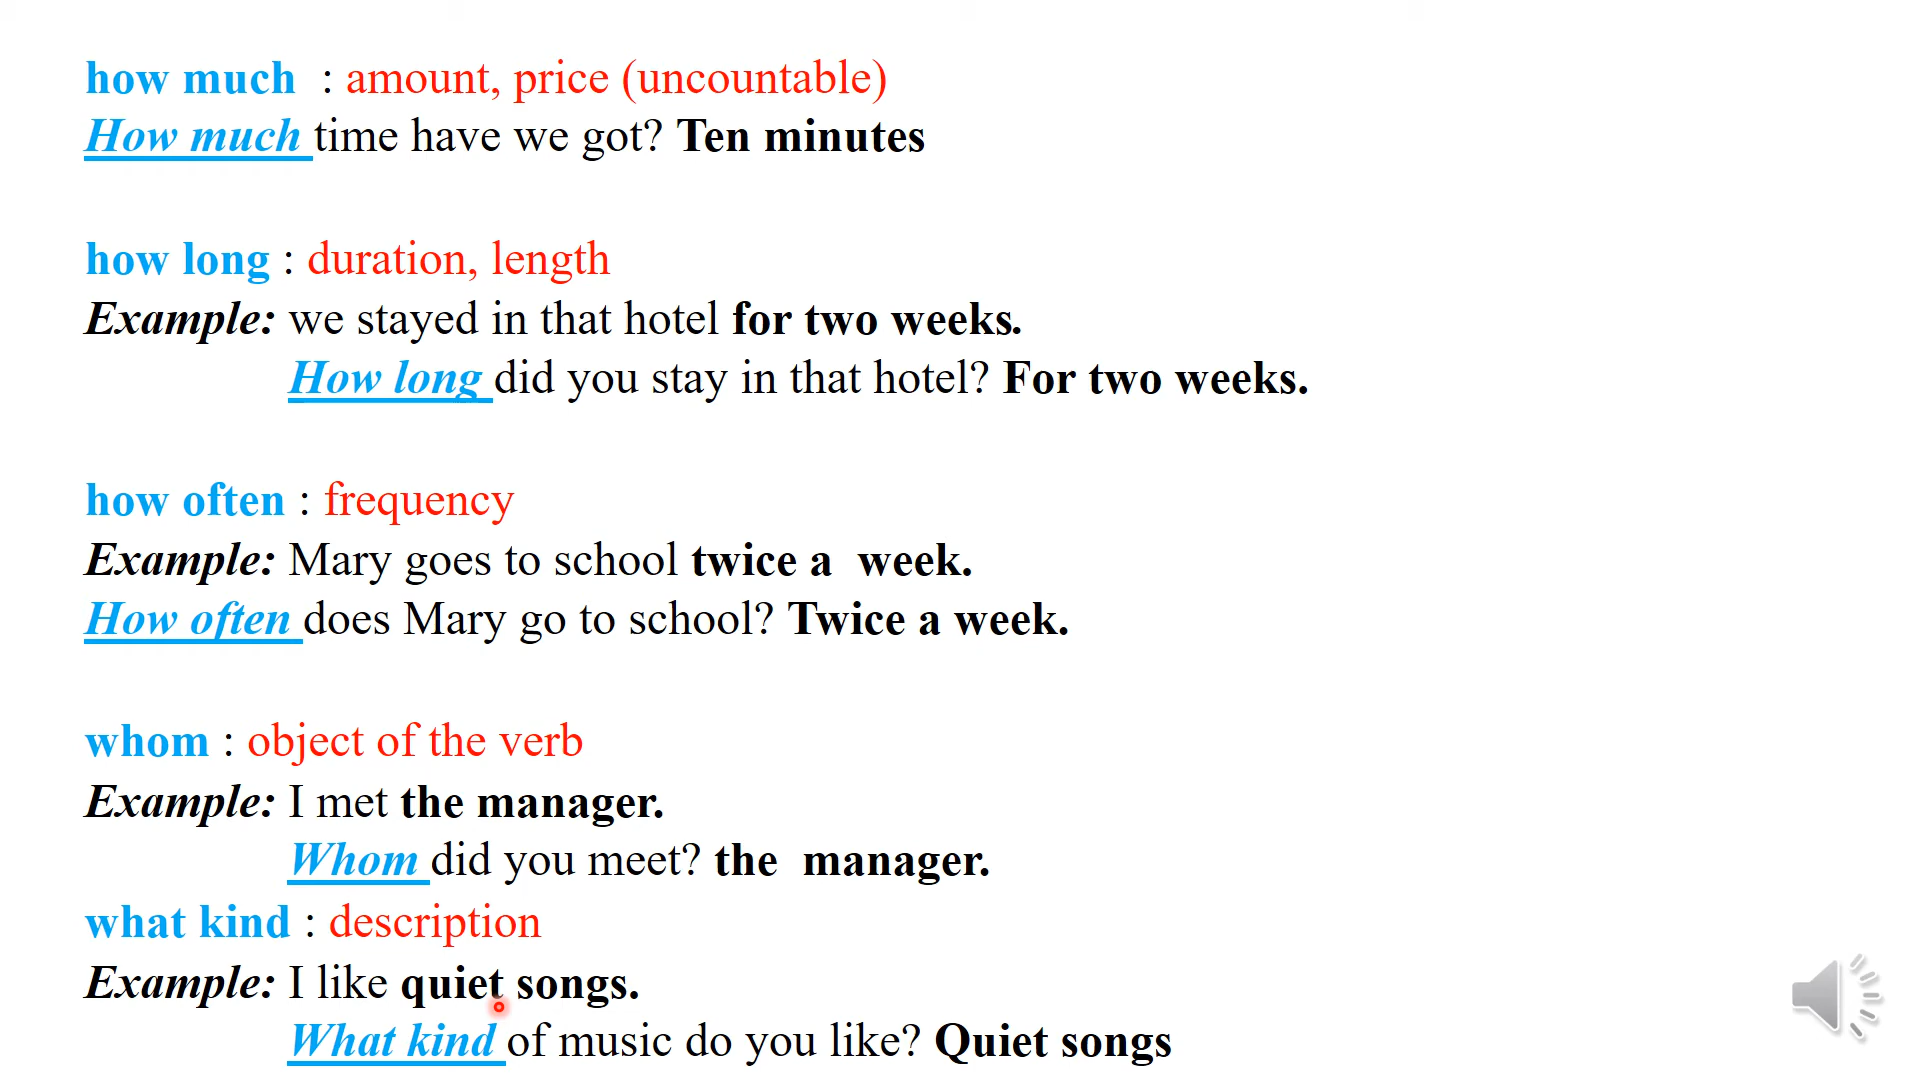 how much : amount, price (uncountable)
How much time have we got? Ten minutes
how long : duration, length
Example: we stayed in that hotel for two weeks.
How long did you stay in that hotel? For two weeks.
how often : frequency
Example: Mary goes to school twice a week.
How often does Mary go to school? Twice a week.
whom : object of the verb
Example: I met the manager.
Whom did you meet? the manager.
what kind : description
Example: I like quiet songs.
What kind of music do you like? Quiet songs